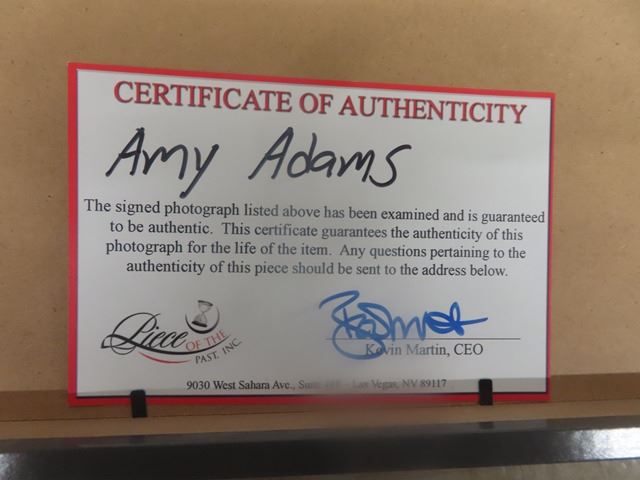 CERTIFICATE OF AUTHENTICITY
Amy Adams
The signed photograph listed above has been examined and is guaranteed
to be authentic. This certificate guarantees the authenticity of this
photograph for the life of the item. Any questions pertaining to the
authenticity of this piece should be sent to the address below.
Piece
OF THE
PAST, INC.
Kevin Martin, CEO
9030 West Sahara Ave., Suite - Las Vegas, NV 89117